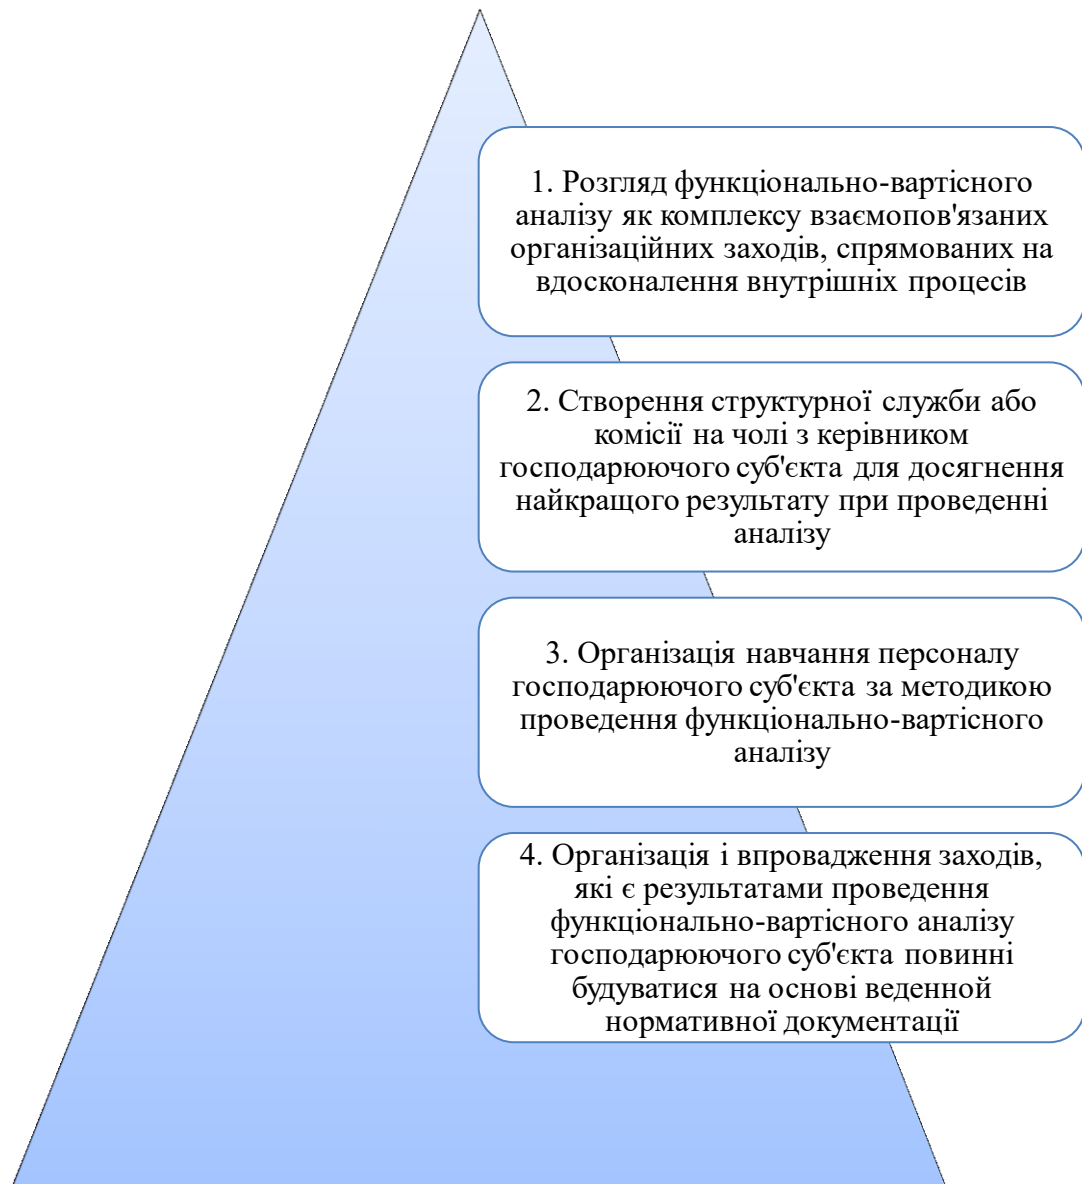 1. Розгляд функціонально-вартісного
аналізу як комплексу взаємопов'язаних
організаційних заходів, спрямованих на
вдосконалення внутрішніх процесів
2. Створення структурної служби або
комісії на чолі з керівником
господарюючого суб'єкта для досягнення
найкращого результату при проведенні
аналізу
3. Організація навчання персоналу
господарюючого суб'єкта за методикою
проведення функціонально-вартісного
аналізу
4. Організація і впровадження заходів,
які є результатами проведення
функціонально-вартісного аналізу
господарюючого суб'єкта повинні
будуватися на основі веденной
нормативної документації